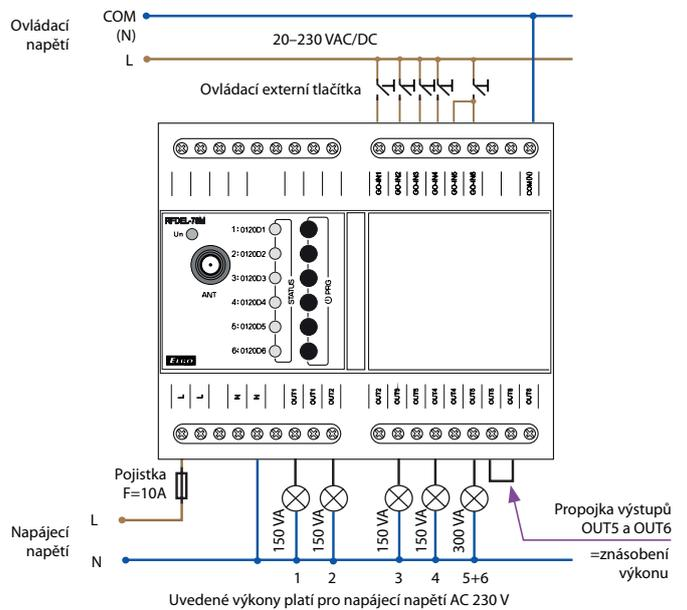 Ovládací
napětí
COM
(N)
L
20–230 VAC/DC
Ovládací externí tlačítka
GO-IN1 GO-IN2 GO-IN3 GO-IN4 GO-IN5 GO-IN6 COM(N)
RFDEL-76M
Un
ANT
1: 0120D1
2: 0120D2
3: 0120D3
4: 0120D4
5: 0120D5
6: 0120D6
STATUS
PRG
ELKO
L L N N OUT1 OUT1 OUT2
OUT2 OUT3 OUT3 OUT4 OUT4 OUT5 OUT5 OUT6 OUT6
Pojistka
F=10A
L
Napájecí
napětí
N
150 VA
150 VA
150 VA
150 VA
300 VA
1 2 3 4 5+6
Propojka výstupů
OUT5 a OUT6
=znásobení
výkonu
Uvedené výkony platí pro napájecí napětí AC 230 V